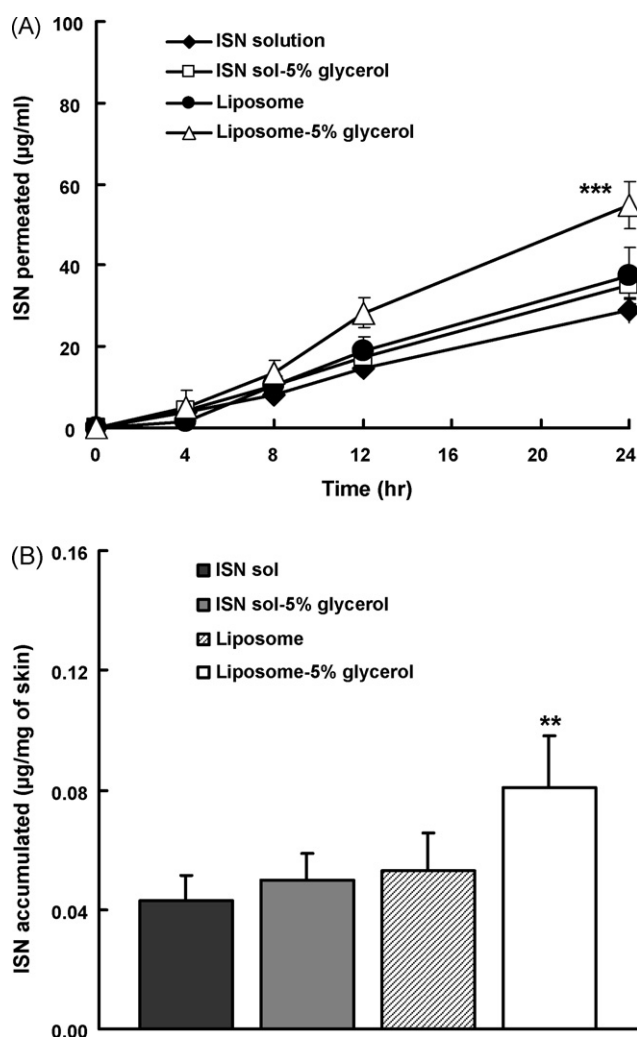 (A)
ISN permeated (µg/ml)
100
80
60
40
20
0
ISN solution
ISN sol-5% glycerol
Liposome
Liposome-5% glycerol
***
0 4 8 12 16 20 24
Time (hr)
(B)
ISN accumulated (µg/mg of skin)
0.16
0.12
0.08
0.04
0.00
ISN sol
ISN sol-5% glycerol
Liposome
Liposome-5% glycerol
**